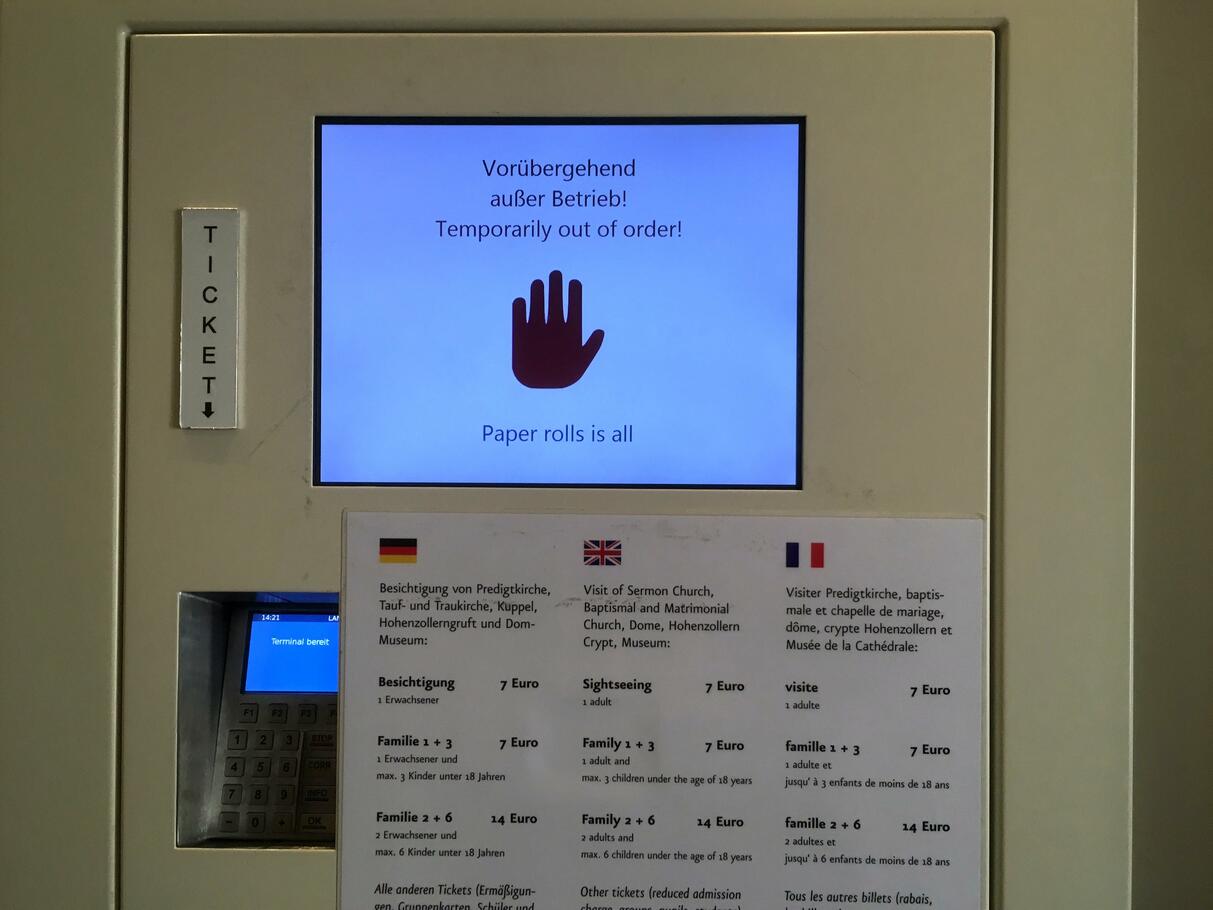 Vorübergehend
außer Betrieb!
Temporarily out of order!
Paper rolls is all
TICKET
14:21 LAN
Terminal bereit
F1 F2 F3
1 2 3 STOP
4 5 6 CORR
7 8 9 INFO
- 0 + OK
Besichtigung von Predigtkirche,
Tauf- und Traukirche, Kuppel,
Hohenzollerngruft und Dom-
Museum:
Besichtigung 7 Euro
1 Erwachsener
Familie 1 + 3 7 Euro
1 Erwachsener und
max. 3 Kinder unter 18 Jahren
Familie 2 + 6 14 Euro
2 Erwachsener und
max. 6 Kinder unter 18 Jahren
Alle anderen Tickets (Ermäßigun-
gen, Gruppenkarten, Schüler und
Visit of Sermon Church,
Baptismal and Matrimonial
Church, Dome, Hohenzollern
Crypt, Museum:
Sightseeing 7 Euro
1 adult
Family 1 + 3 7 Euro
1 adult and
max. 3 children under the age of 18 years
Family 2 + 6 14 Euro
2 adults and
max. 6 children under the age of 18 years
Other tickets (reduced admission
Visiter Predigtkirche, baptis-
male et chapelle de mariage,
dôme, crypte Hohenzollern et
Musée de la Cathédrale:
visite 7 Euro
1 adulte
famille 1 + 3 7 Euro
1 adulte et
jusqu' à 3 enfants de moins de 18 ans
famille 2 + 6 14 Euro
2 adultes et
jusqu' à 6 enfants de moins de 18 ans
Tous les autres billets (rabais,